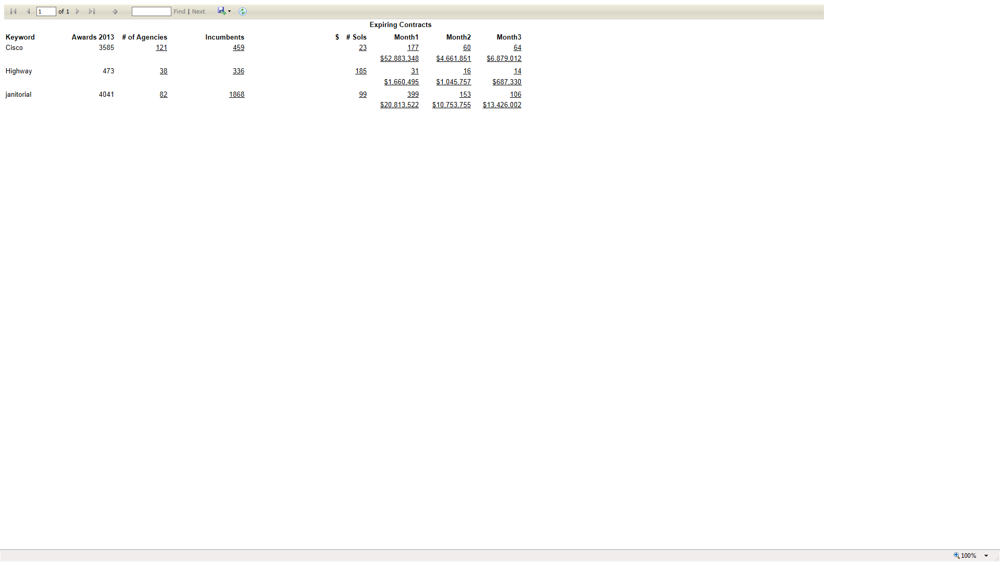 1 of 1 Find | Next
Expiring Contracts
Keyword Awards 2013 # of Agencies Incumbents $ # Sols Month1 Month2 Month3
Cisco 3585 121 459 23 177 60 64
$52,883,348 $4,661,851 $6,879,012
Highway 473 38 336 185 31 16 14
$1,660,495 $1,045,757 $687,330
janitorial 4041 82 1868 99 399 153 106
$20,813,522 $10,753,755 $13,426,002
100%